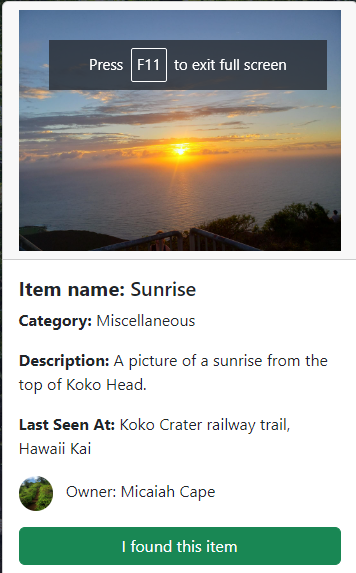 Press F11 to exit full screen
Item name: Sunrise
Category: Miscellaneous
Description: A picture of a sunrise from the
top of Koko Head.
Last Seen At: Koko Crater railway trail,
Hawaii Kai
Owner: Micaiah Cape
I found this item